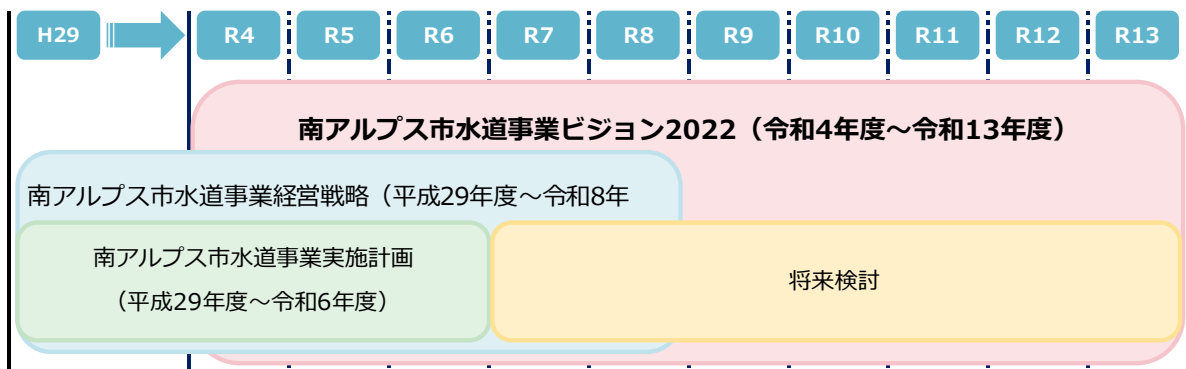 H29 R4 R5 R6 R7 R8 R9 R10 R11 R12 R13
南アルプス市水道事業ビジョン2022（令和4年度～令和13年度）
南アルプス市水道事業経営戦略（平成29年度～令和8年
南アルプス市水道事業実施計画
（平成29年度～令和6年度）
将来検討